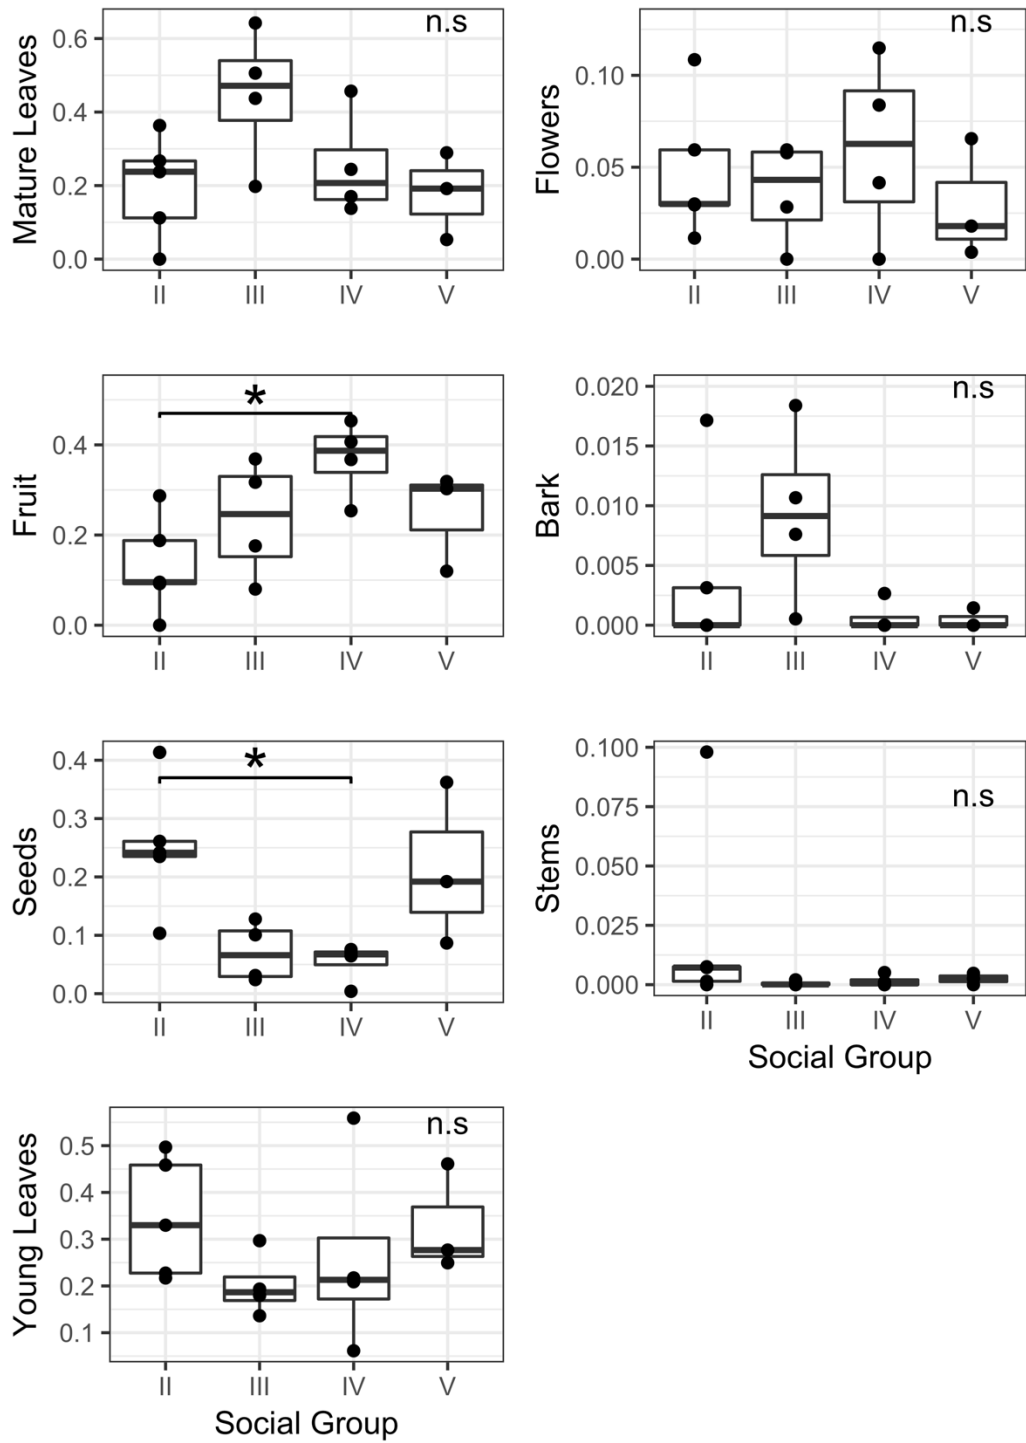 Mature Leaves
n.s
0.6
0.4
0.2
0.0
II III IV V
Flowers
n.s
0.10
0.05
0.00
II III IV V
Fruit
*
0.4
0.2
0.0
II III IV V
Bark
n.s
0.020
0.015
0.010
0.005
0.000
II III IV V
Seeds
*
0.4
0.3
0.2
0.1
0.0
II III IV V
Stems
n.s
0.100
0.075
0.050
0.025
0.000
II III IV V
Social Group
Young Leaves
n.s
0.5
0.4
0.3
0.2
0.1
II III IV V
Social Group